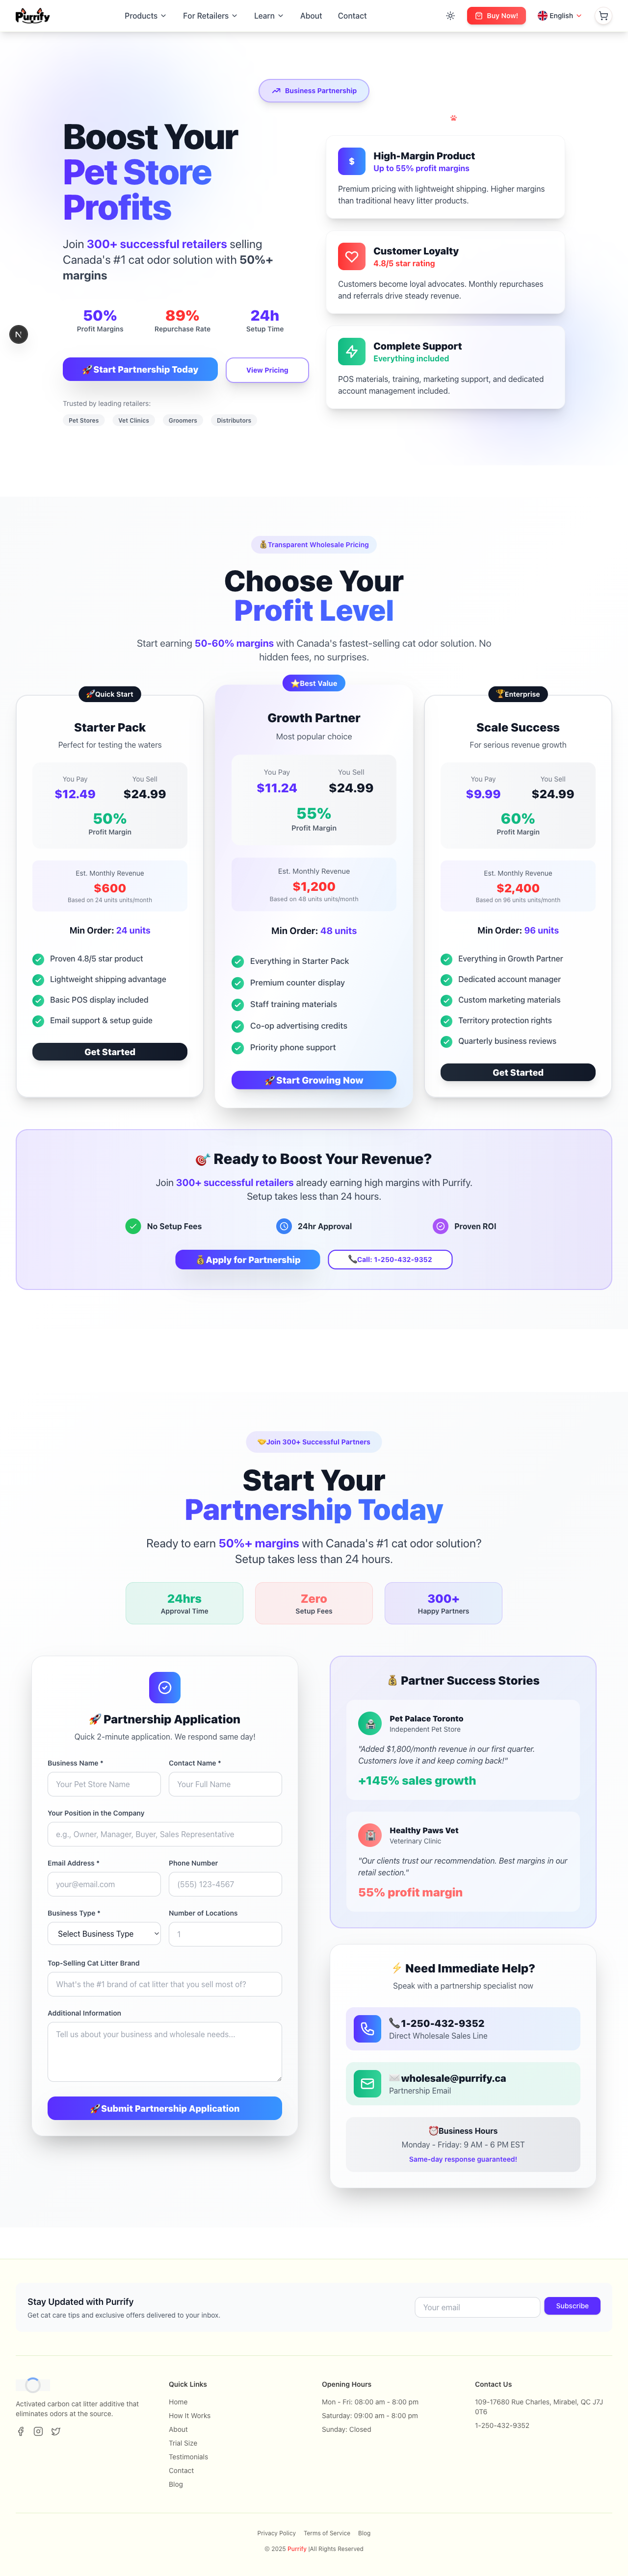 Purrify
Products
For Retailers
Learn
About
Contact
Buy Now!
English
Business Partnership
Boost Your
Pet Store
Profits
Join 300+ successful retailers selling
Canada's #1 cat odor solution with 50%+
margins
50%
Profit Margins
89%
Repurchase Rate
24h
Setup Time
🚀Start Partnership Today
View Pricing
Trusted by leading retailers:
Pet Stores
Vet Clinics
Groomers
Distributors
$
High-Margin Product
Up to 55% profit margins
Premium pricing with lightweight shipping. Higher margins
than traditional heavy litter products.
Customer Loyalty
4.8/5 star rating
Customers become loyal advocates. Monthly repurchases
and referrals drive steady revenue.
Complete Support
Everything included
POS materials, training, marketing support, and dedicated
account management included.
N
💰Transparent Wholesale Pricing
Choose Your
Profit Level
Start earning 50-60% margins with Canada's fastest-selling cat odor solution. No
hidden fees, no surprises.
🚀Quick Start
Starter Pack
Perfect for testing the waters
You Pay
You Sell
$12.49
$24.99
50%
Profit Margin
Est. Monthly Revenue
$600
Based on 24 units units/month
Min Order: 24 units
Proven 4.8/5 star product
Lightweight shipping advantage
Basic POS display included
Email support & setup guide
Get Started
⭐Best Value
Growth Partner
Most popular choice
You Pay
You Sell
$11.24
$24.99
55%
Profit Margin
Est. Monthly Revenue
$1,200
Based on 48 units units/month
Min Order: 48 units
Everything in Starter Pack
Premium counter display
Staff training materials
Co-op advertising credits
Priority phone support
🚀Start Growing Now
🏆Enterprise
Scale Success
For serious revenue growth
You Pay
You Sell
$9.99
$24.99
60%
Profit Margin
Est. Monthly Revenue
$2,400
Based on 96 units units/month
Min Order: 96 units
Everything in Growth Partner
Dedicated account manager
Custom marketing materials
Territory protection rights
Quarterly business reviews
Get Started
🎯 Ready to Boost Your Revenue?
Join 300+ successful retailers already earning high margins with Purrify.
Setup takes less than 24 hours.
No Setup Fees
24hr Approval
Proven ROI
💰Apply for Partnership
📞Call: 1-250-432-9352
🤝Join 300+ Successful Partners
Start Your
Partnership Today
Ready to earn 50%+ margins with Canada's #1 cat odor solution?
Setup takes less than 24 hours.
24hrs
Approval Time
Zero
Setup Fees
300+
Happy Partners
🚀 Partnership Application
Quick 2-minute application. We respond same day!
Business Name *
Contact Name *
Your Pet Store Name
Your Full Name
Your Position in the Company
e.g., Owner, Manager, Buyer, Sales Representative
Email Address *
Phone Number
your@email.com
(555) 123-4567
Business Type *
Number of Locations
Select Business Type
1
Top-Selling Cat Litter Brand
What's the #1 brand of cat litter that you sell most of?
Additional Information
Tell us about your business and wholesale needs...
🚀Submit Partnership Application
💰 Partner Success Stories
Pet Palace Toronto
Independent Pet Store
"Added $1,800/month revenue in our first quarter.
Customers love it and keep coming back!"
+145% sales growth
Healthy Paws Vet
Veterinary Clinic
"Our clients trust our recommendation. Best margins in our
retail section."
55% profit margin
⚡ Need Immediate Help?
Speak with a partnership specialist now
📞1-250-432-9352
Direct Wholesale Sales Line
✉️wholesale@purrify.ca
Partnership Email
⏰Business Hours
Monday - Friday: 9 AM - 6 PM EST
Same-day response guaranteed!
Stay Updated with Purrify
Get cat care tips and exclusive offers delivered to your inbox.
Your email
Subscribe
Activated carbon cat litter additive that
eliminates odors at the source.
Quick Links
Home
How It Works
About
Trial Size
Testimonials
Contact
Blog
Opening Hours
Mon - Fri: 08:00 am - 8:00 pm
Saturday: 09:00 am - 8:00 pm
Sunday: Closed
Contact Us
109-17680 Rue Charles, Mirabel, QC J7J
0T6
1-250-432-9352
Privacy Policy
Terms of Service
Blog
© 2025 Purrify |All Rights Reserved